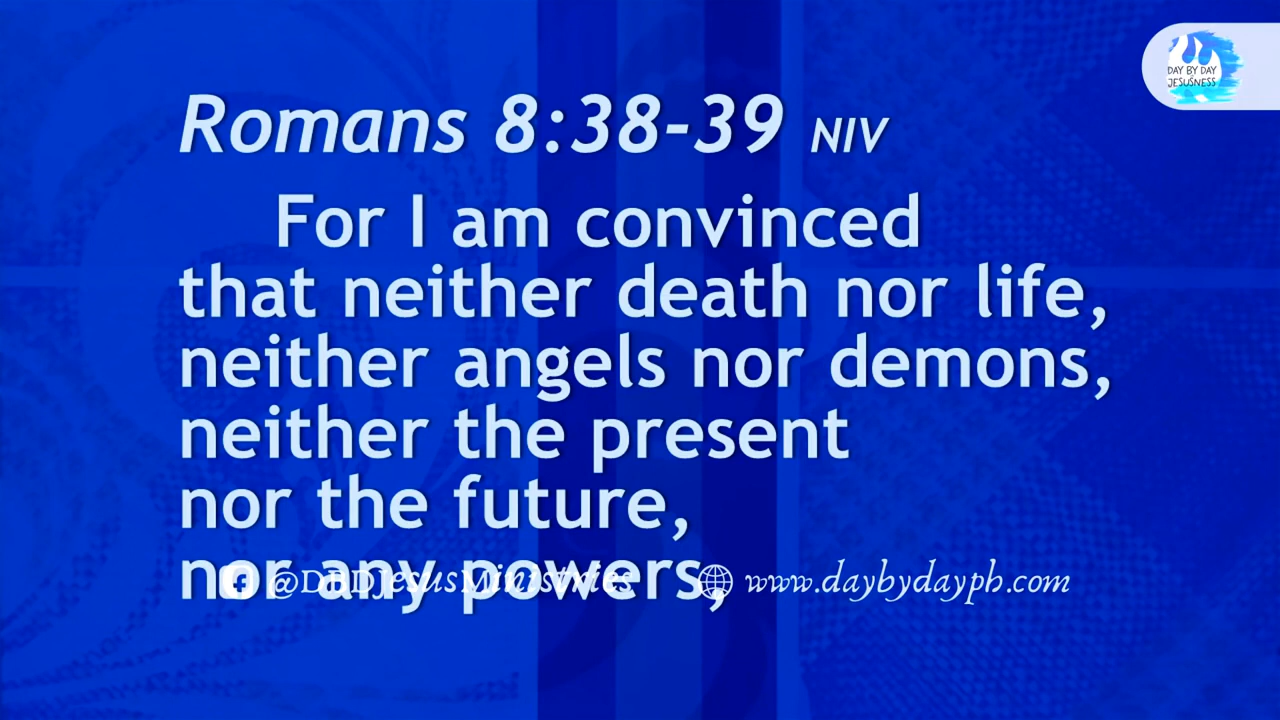 DAY BY DAY
JESUSNESS
Romans 8:38-39 NIV
For I am convinced
that neither death nor life,
neither angels nor demons,
neither the present
nor the future,
nor any powers,
@DBDJesusMinistries
www.daybydayph.com